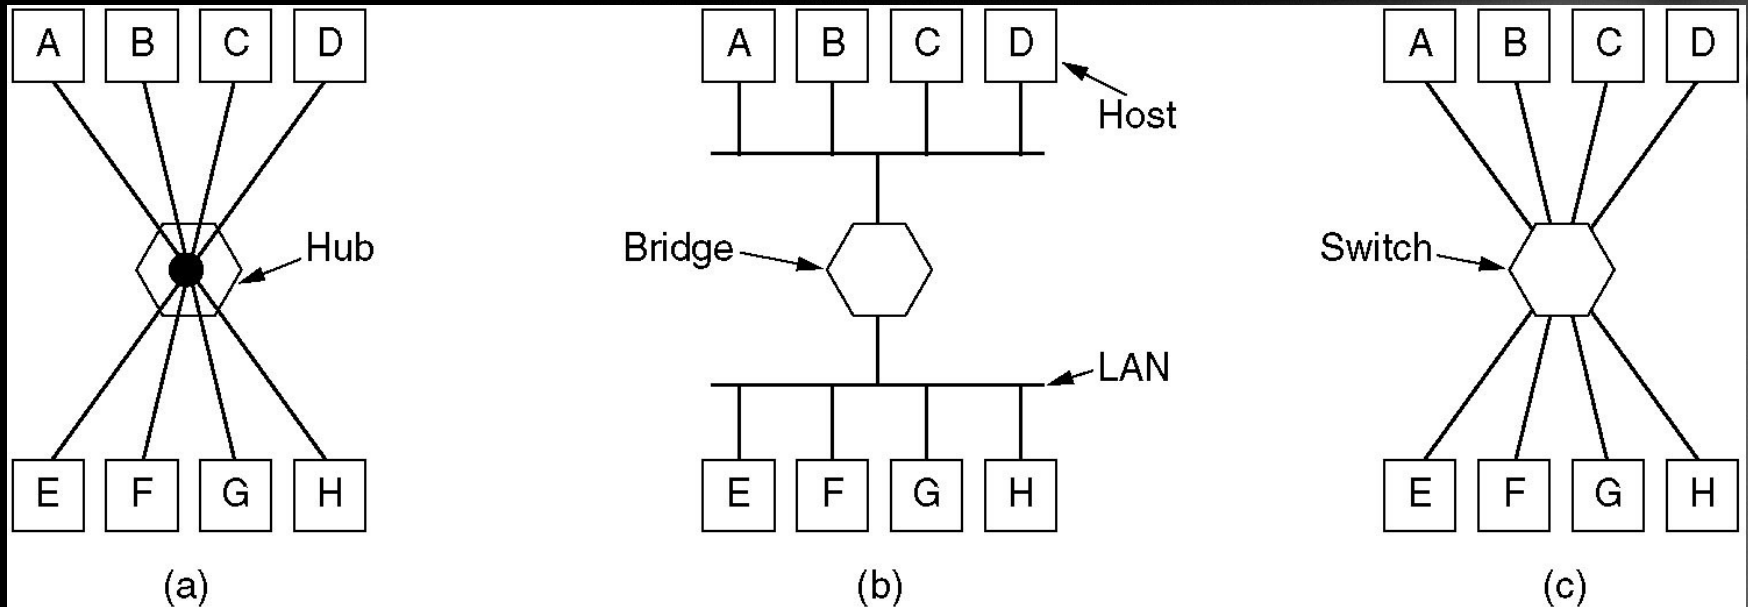 A B C D
Hub
E F G H
(a)
A B C D
Host
Bridge
LAN
E F G H
(b)
A B C D
Switch
E F G H
(c)